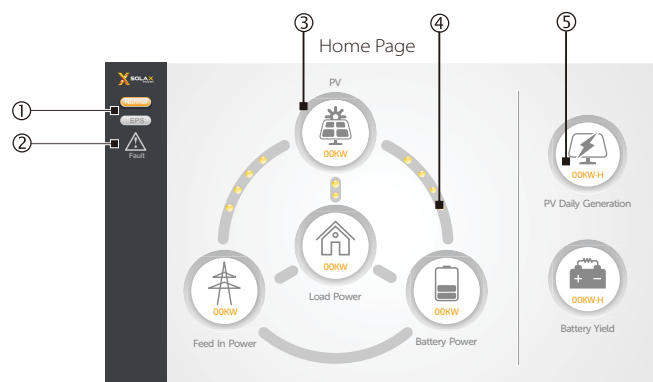 ③
④
⑤
Home Page
SOLAX
POWER
PV
①
Normal
EPS
②
Fault
00KW
00KW-H
PV Daily Generation
00KW
Load Power
00KW
Feed In Power
00KW
Battery Power
+ −
00KW-H
Battery Yield